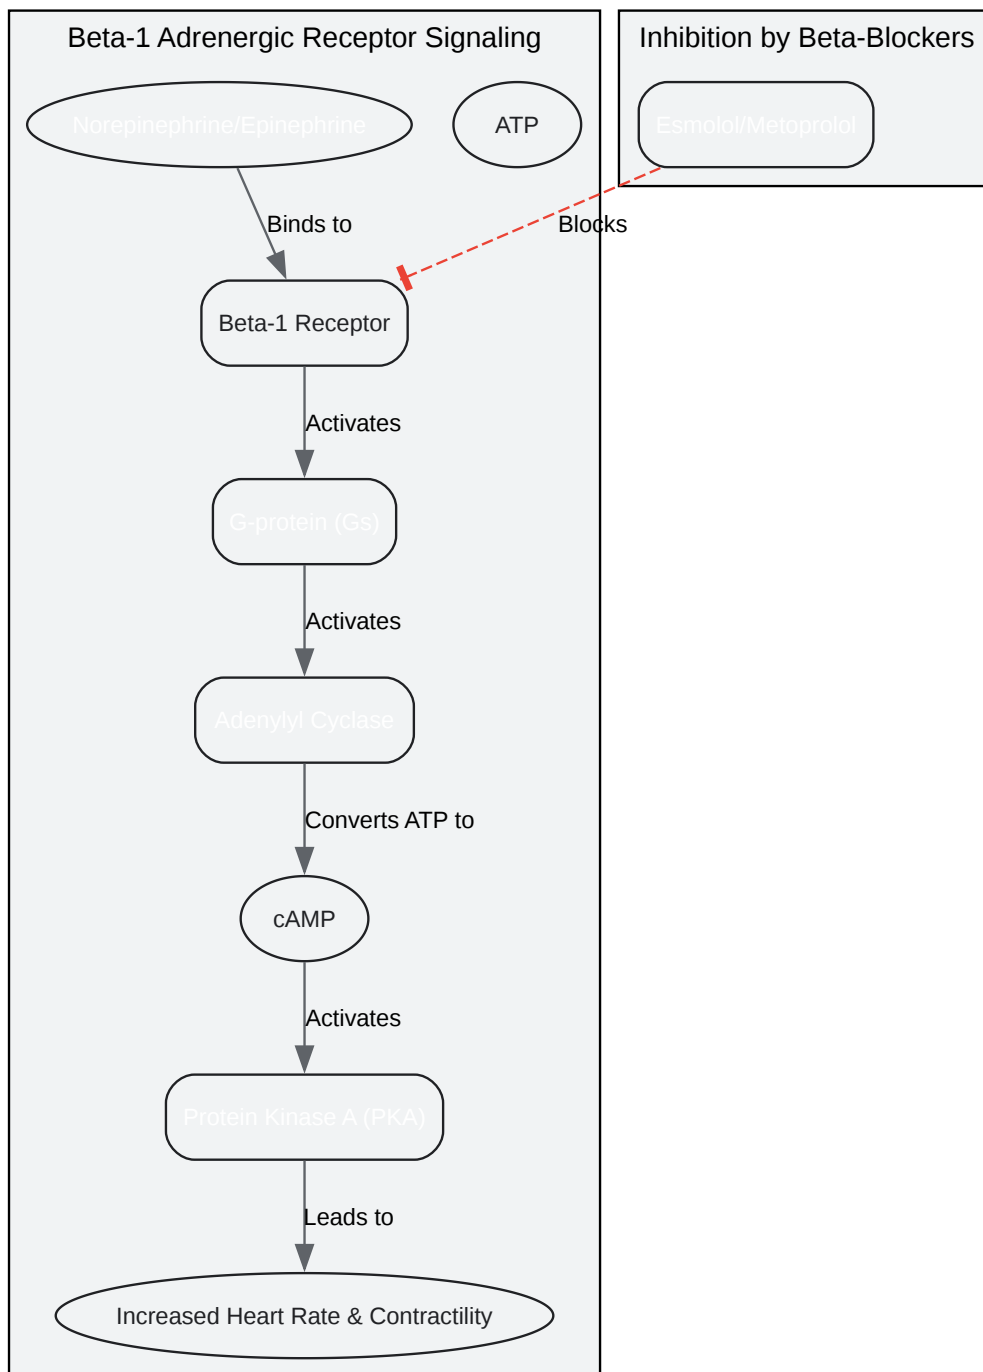 Beta-1 Adrenergic Receptor Signaling
Inhibition by Beta-Blockers
Norepinephrine/Epinephrine
ATP
Esmolol/Metoprolol
Binds to
Blocks
Beta-1 Receptor
Activates
G-protein (Gs)
Activates
Adenylyl Cyclase
Converts ATP to
cAMP
Activates
Protein Kinase A (PKA)
Leads to
Increased Heart Rate & Contractility